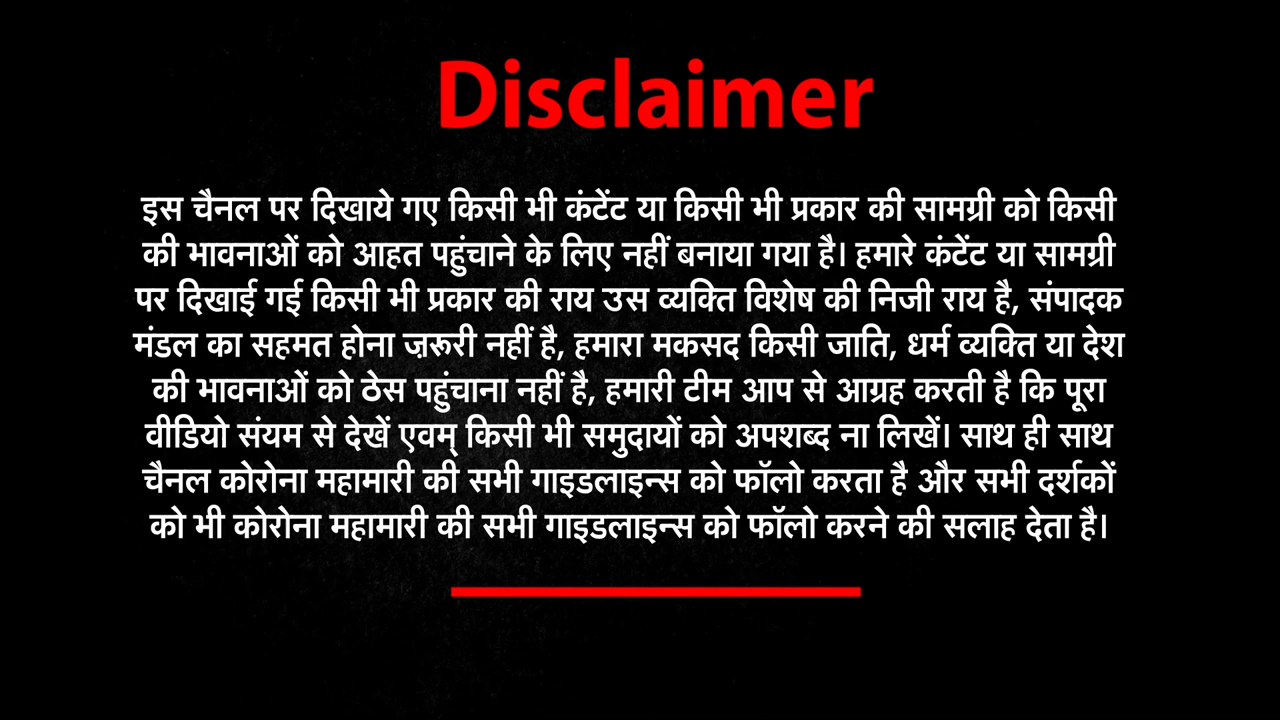 Disclaimer
इस चैनल पर दिखाये गए किसी भी कंटेंट या किसी भी प्रकार की सामग्री को किसी
की भावनाओं को आहत पहुंचाने के लिए नहीं बनाया गया है। हमारे कंटेंट या सामग्री
पर दिखाई गई किसी भी प्रकार की राय उस व्यक्ति विशेष की निजी राय है, संपादक
मंडल का सहमत होना ज़रूरी नहीं है, हमारा मकसद किसी जाति, धर्म व्यक्ति या देश
की भावनाओं को ठेस पहुंचाना नहीं है, हमारी टीम आप से आग्रह करती है कि पूरा
वीडियो संयम से देखें एवम् किसी भी समुदायों को अपशब्द ना लिखें। साथ ही साथ
चैनल कोरोना महामारी की सभी गाइडलाइन्स को फॉलो करता है और सभी दर्शकों
को भी कोरोना महामारी की सभी गाइडलाइन्स को फॉलो करने की सलाह देता है।